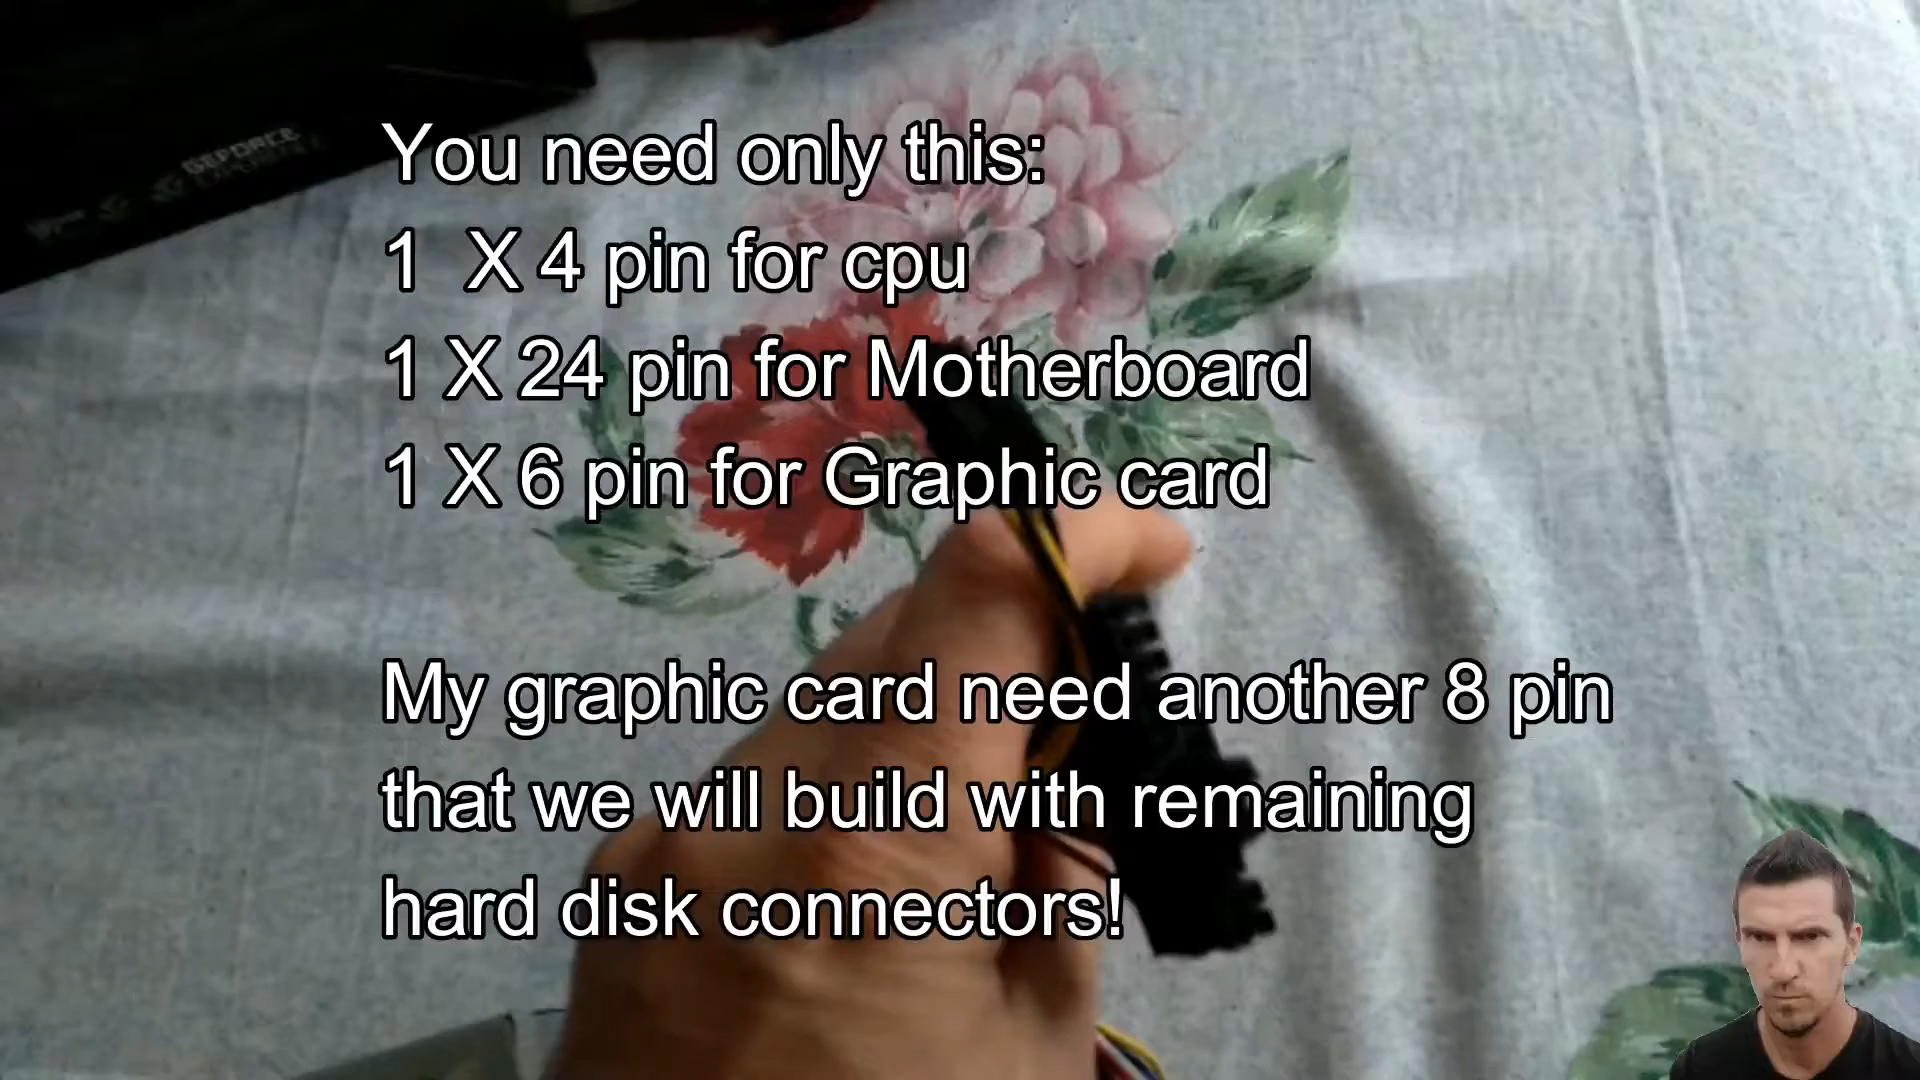 GEFORCE
You need only this:
1 X 4 pin for cpu
1 X 24 pin for Motherboard
1 X 6 pin for Graphic card
My graphic card need another 8 pin
that we will build with remaining
hard disk connectors!